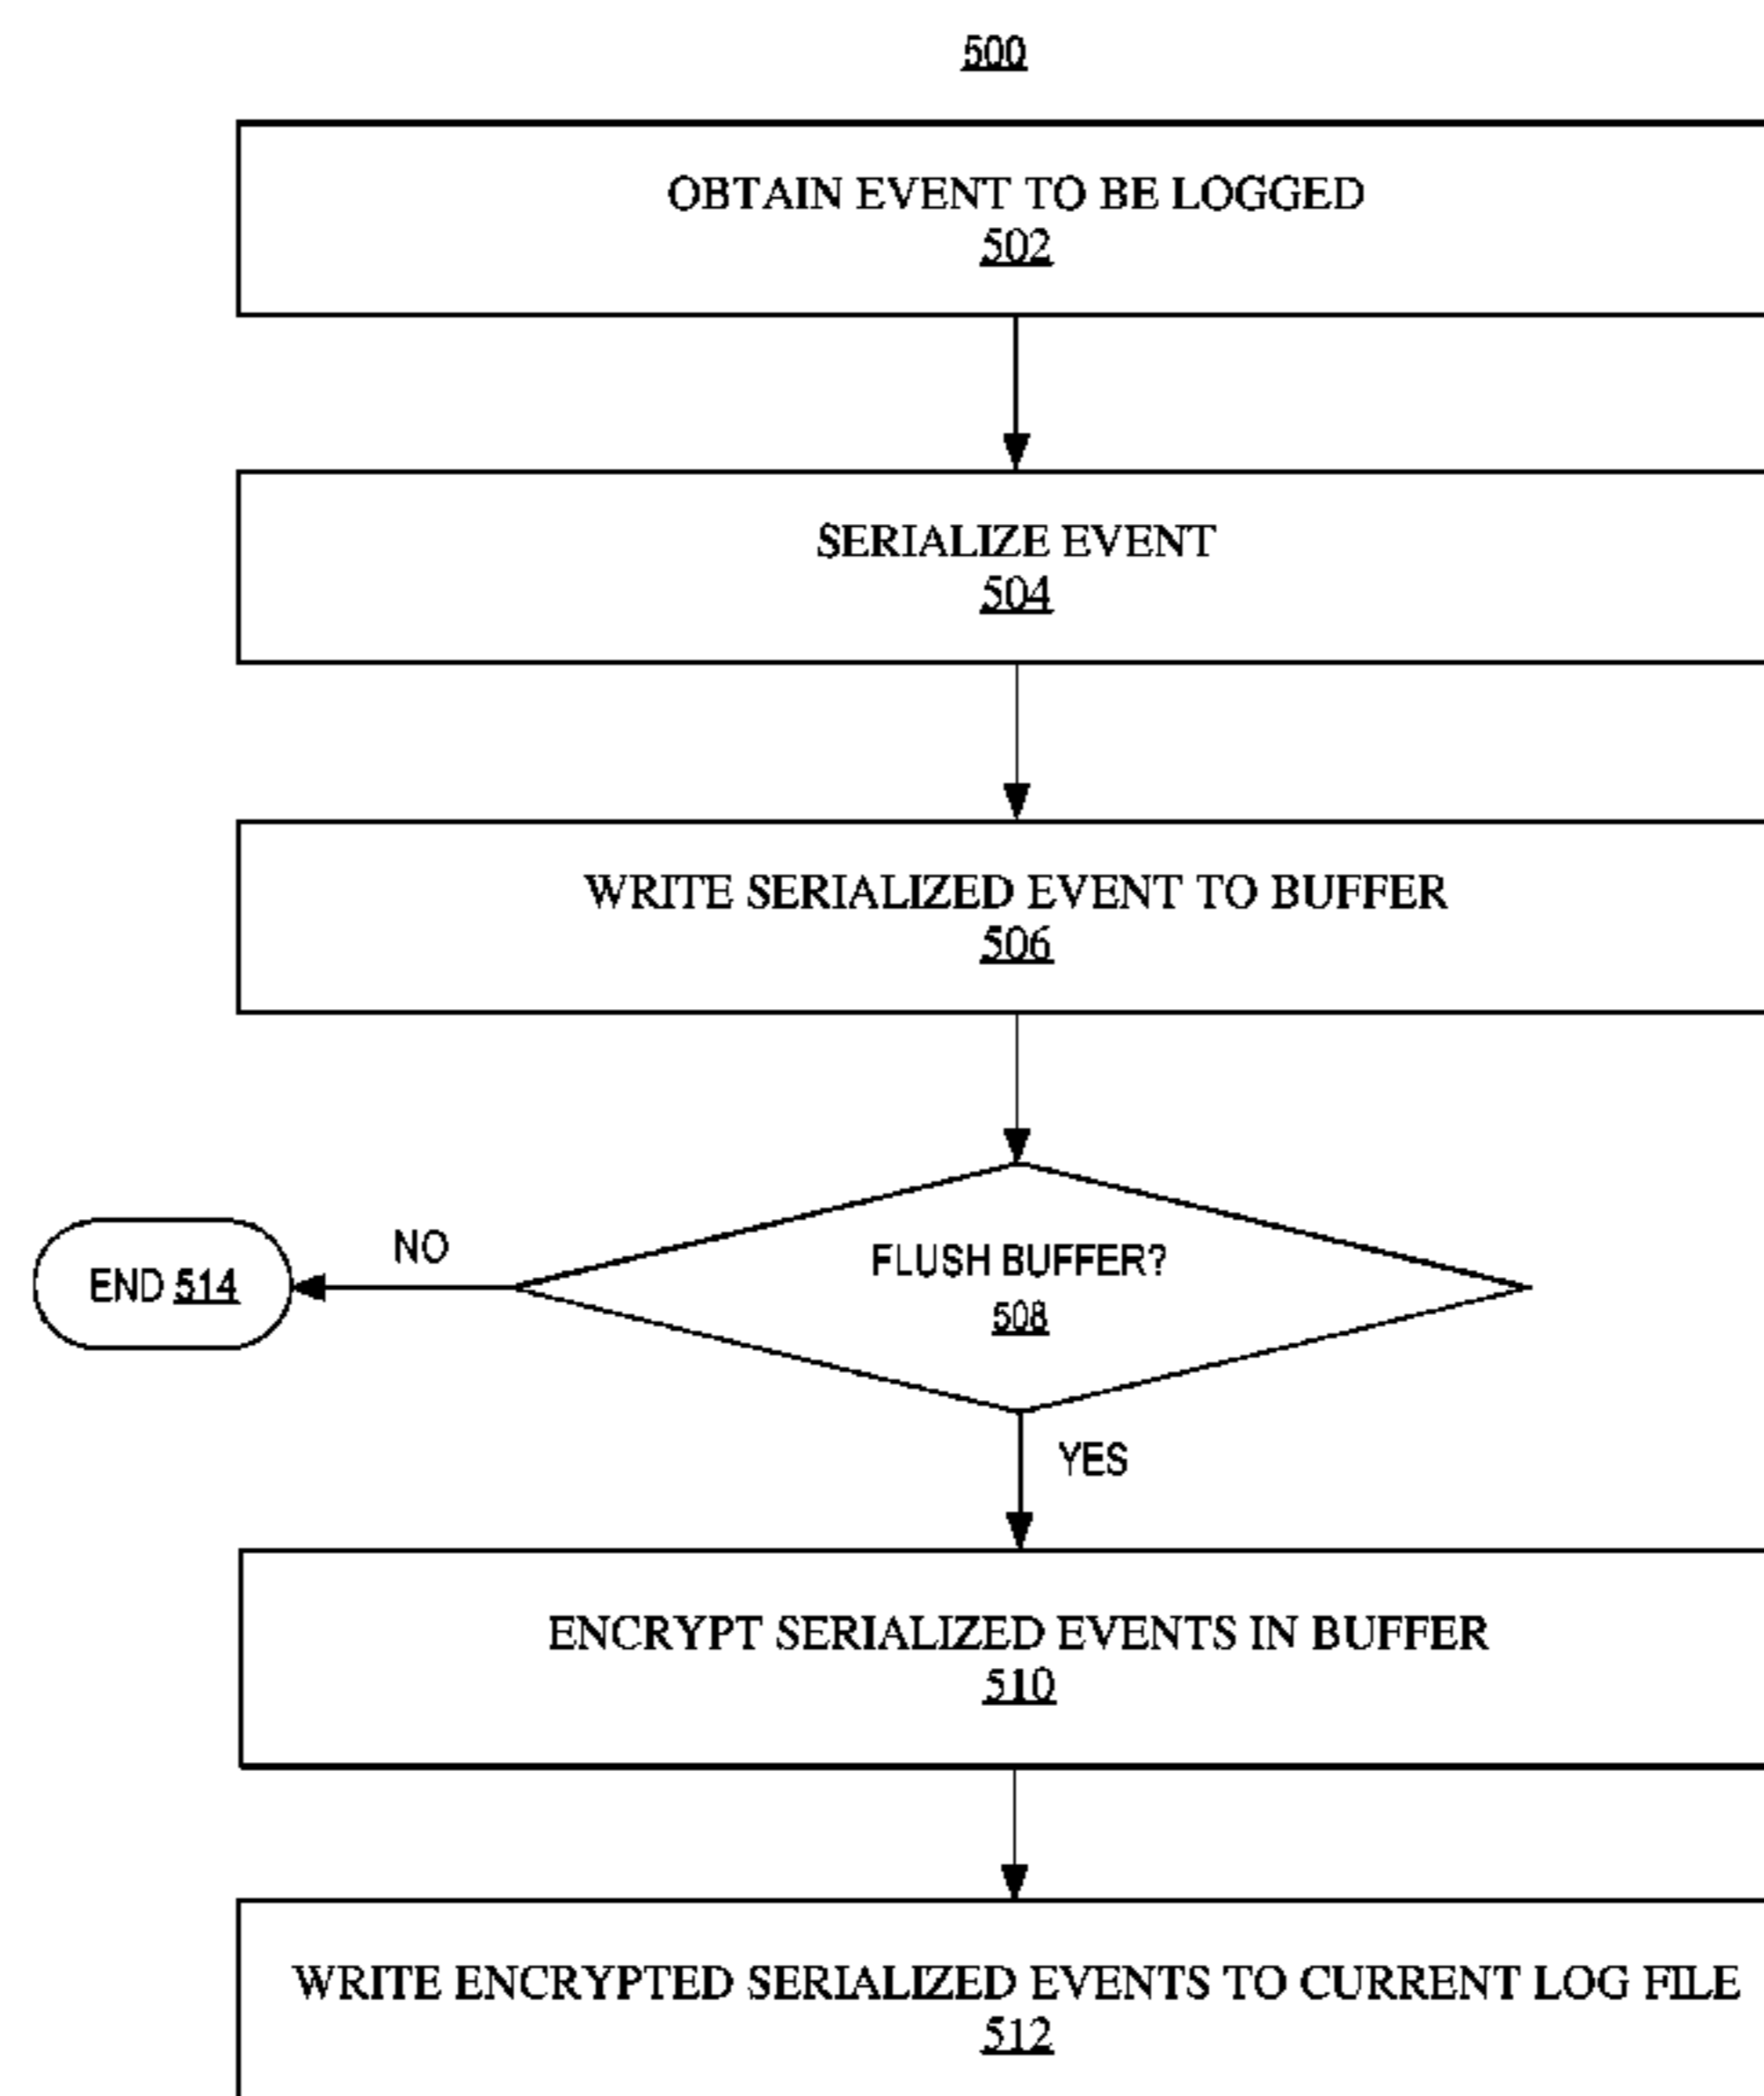 500
OBTAIN EVENT TO BE LOGGED
502
SERIALIZE EVENT
504
WRITE SERIALIZED EVENT TO BUFFER
506
NO
END 514
FLUSH BUFFER?
508
YES
ENCRYPT SERIALIZED EVENTS IN BUFFER
510
WRITE ENCRYPTED SERIALIZED EVENTS TO CURRENT LOG FILE
512